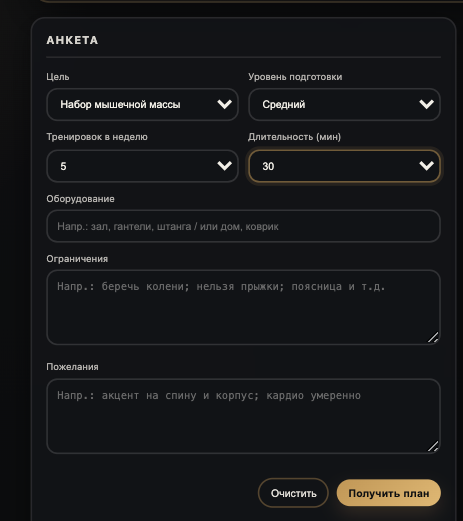 АНКЕТА
Цель
Уровень подготовки
Набор мышечной массы
Средний
Тренировок в неделю
Длительность (мин)
5
30
Оборудование
Напр.: зал, гантели, штанга / или дом, коврик
Ограничения
Напр.: беречь колени; нельзя прыжки; поясница и т.д.
Пожелания
Напр.: акцент на спину и корпус; кардио умеренно
Очистить
Получить план